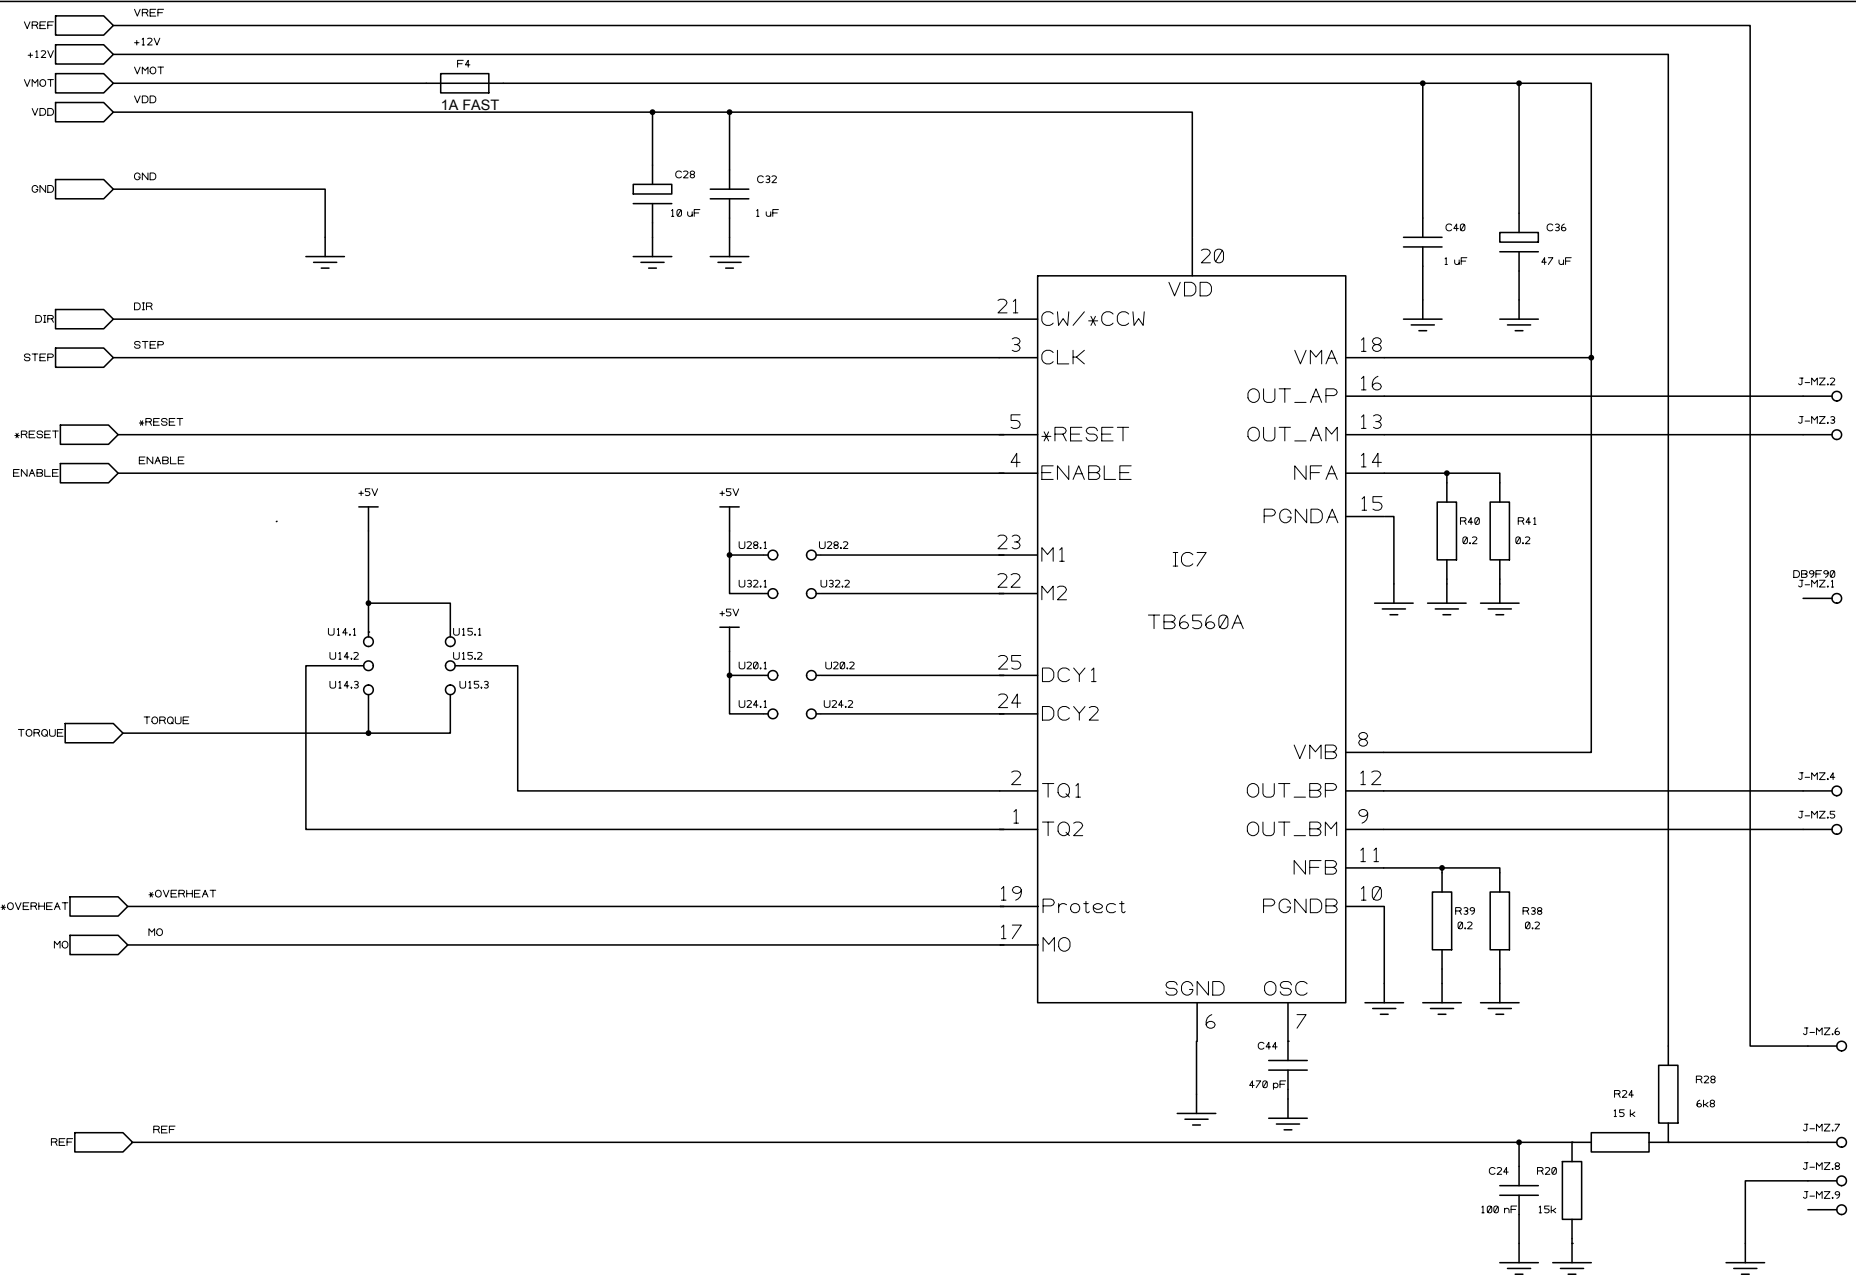 VREF VREF
+12V +12V
VMOT VMOT
F4
1A FAST
VDD VDD
C28
10 uF
C32
1 uF
GND GND
C40
1 uF
C36
47 uF
20
VDD
DIR DIR
21 CW/*CCW
STEP STEP
3 CLK
VMA 18
OUT_AP 16
J-MZ.2
*RESET *RESET
5 *RESET
OUT_AM 13
J-MZ.3
ENABLE ENABLE
4 ENABLE
NFA 14
+5V
+5V
PGNDA 15
R40
0.2
R41
0.2
U28.1 U28.2
23 M1
IC7
U32.1 U32.2
22 M2
DB9F90
J-MZ.1
+5V
TB6560A
U14.1 U15.1
U14.2 U15.2
U14.3 U15.3
U20.1 U20.2
25 DCY1
U24.1 U24.2
24 DCY2
TORQUE TORQUE
VMB 8
2 TQ1
OUT_BP 12
J-MZ.4
1 TQ2
OUT_BM 9
J-MZ.5
NFB 11
*OVERHEAT *OVERHEAT
19 Protect
PGNDB 10
R39
0.2
R38
0.2
MO MO
17 MO
SGND OSC
6 7
C44
470 pF
J-MZ.6
R28
6k8
R24
15 k
REF REF
J-MZ.7
C24
100 nF
R20
15k
J-MZ.8
J-MZ.9